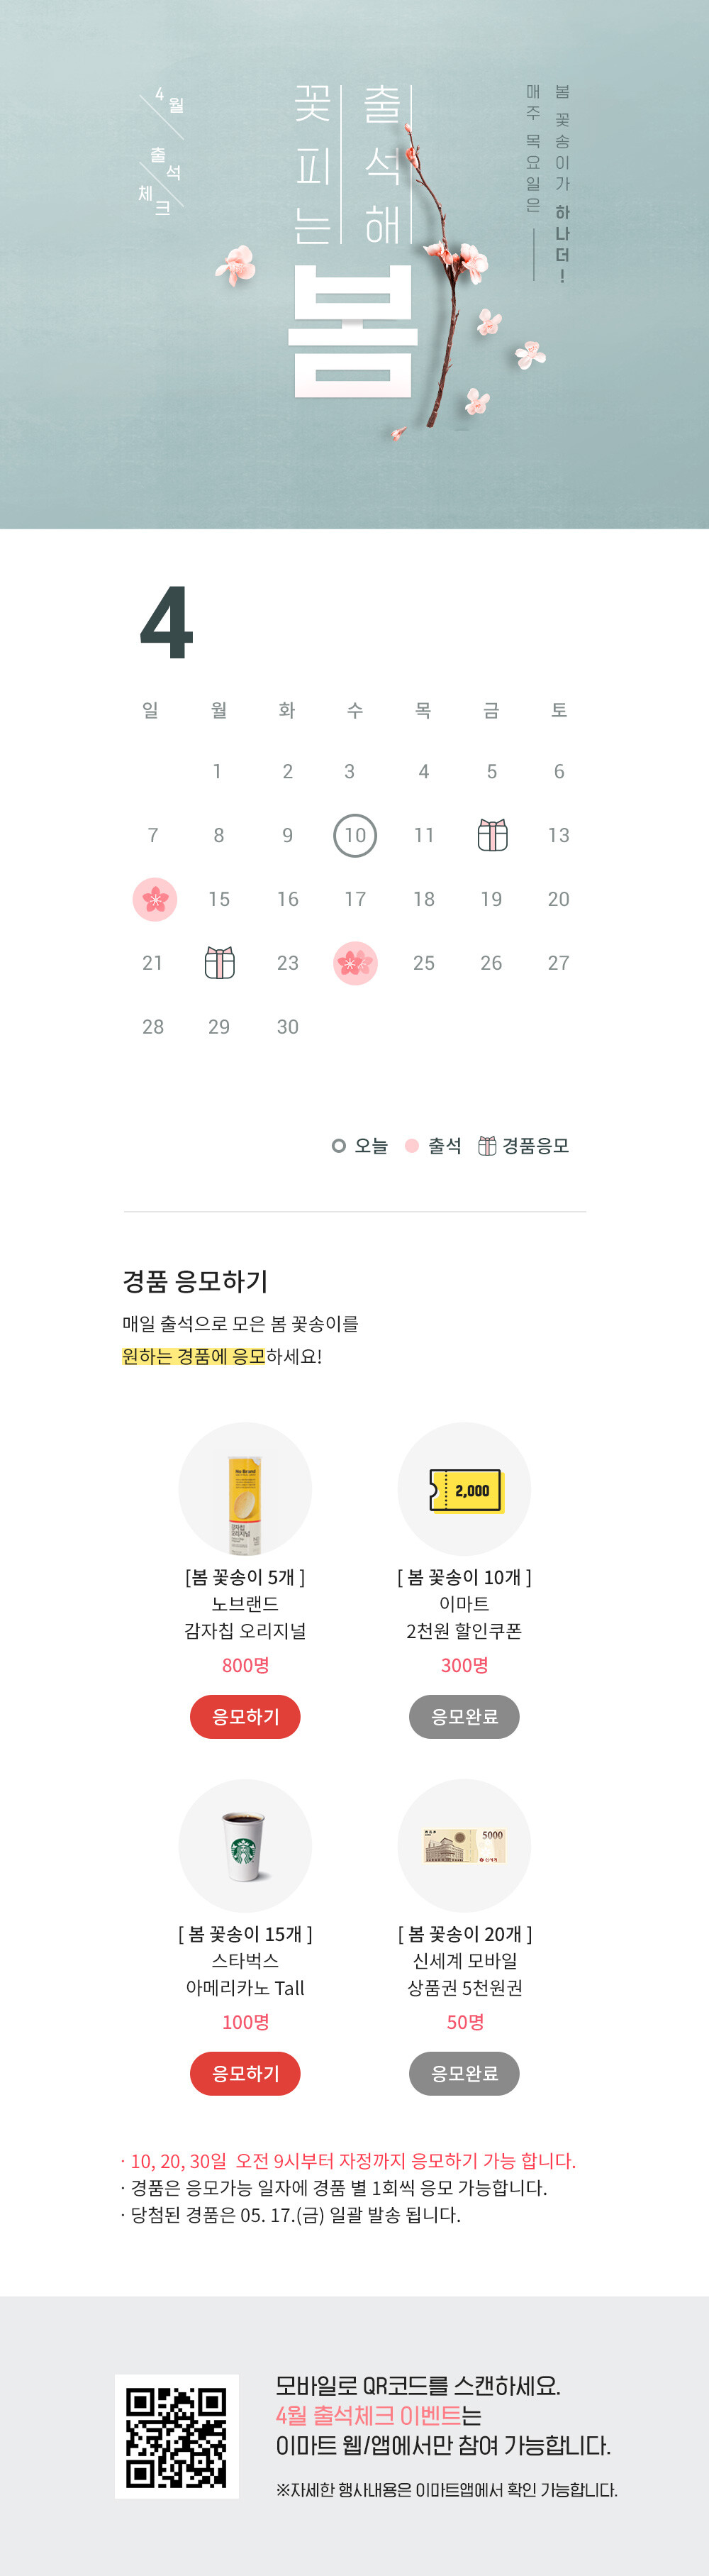 4월
출석
체크
출석해
꽃피는
봄
봄 꽃송이가 하나더!
매주 목요일은
4
일 월 화 수 목 금 토
1 2 3 4 5 6
7 8 9 10 11 13
15 16 17 18 19 20
21 23 25 26 27
28 29 30
오늘 출석 경품응모
경품 응모하기
매일 출석으로 모은 봄 꽃송이를
원하는 경품에 응모하세요!
No Brand
감자칩
오리지널
2,000
[봄 꽃송이 5개 ]
노브랜드
감자칩 오리지널
800명
응모하기
[ 봄 꽃송이 10개 ]
이마트
2천원 할인쿠폰
300명
응모완료
5000
[ 봄 꽃송이 15개 ]
스타벅스
아메리카노 Tall
100명
응모하기
[ 봄 꽃송이 20개 ]
신세계 모바일
상품권 5천원권
50명
응모완료
· 10, 20, 30일 오전 9시부터 자정까지 응모하기 가능 합니다.
· 경품은 응모가능 일자에 경품 별 1회씩 응모 가능합니다.
· 당첨된 경품은 05. 17.(금) 일괄 발송 됩니다.
모바일로 QR코드를 스캔하세요.
4월 출석체크 이벤트는
이마트 웹/앱에서만 참여 가능합니다.
※자세한 행사내용은 이마트앱에서 확인 가능합니다.